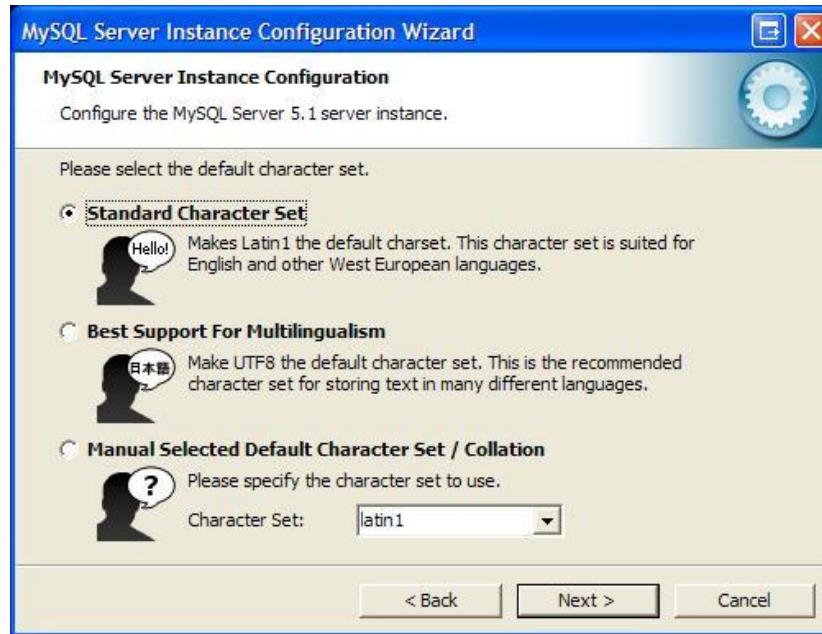 MySQL Server Instance Configuration Wizard
MySQL Server Instance Configuration
Configure the MySQL Server 5.1 server instance.
Please select the default character set.
Standard Character Set
Hello!
Makes Latin1 the default charset. This character set is suited for
English and other West European languages.
Best Support For Multilingualism
日本語
Make UTF8 the default character set. This is the recommended
character set for storing text in many different languages.
Manual Selected Default Character Set / Collation
?
Please specify the character set to use.
Character Set: latin1
< Back Next > Cancel